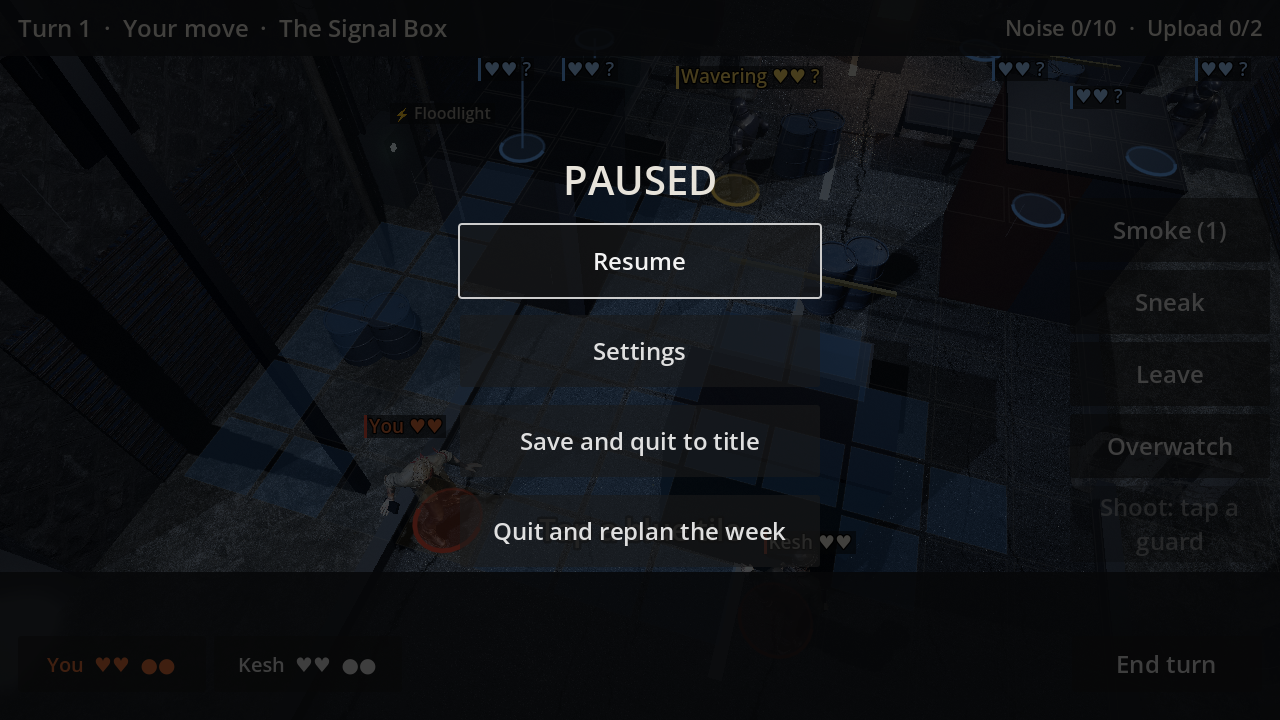 Turn 1 · Your move · The Signal Box
Noise 0/10 · Upload 0/2
♥♥ ?
♥♥ ?
Wavering ♥♥ ?
♥♥ ?
♥♥ ?
♥♥ ?
⚡ Floodlight
PAUSED
Resume
Settings
Save and quit to title
Quit and replan the week
Smoke (1)
Sneak
Leave
Overwatch
Shoot: tap a
guard
You ♥♥
Kesh ♥♥
You ♥♥ ●●
Kesh ♥♥ ●●
End turn